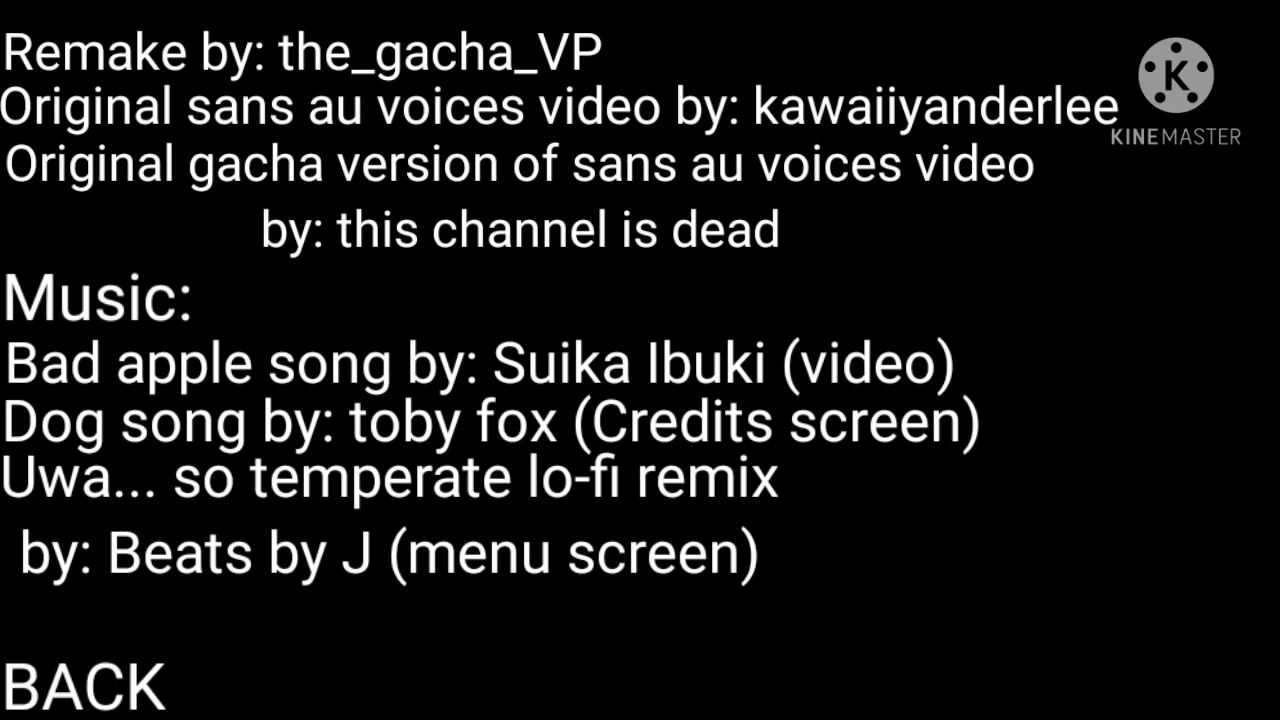 Remake by: the_gacha_VP
Original sans au voices video by: kawaiiyanderlee
K
KINEMASTER
Original gacha version of sans au voices video
by: this channel is dead
Music:
Bad apple song by: Suika Ibuki (video)
Dog song by: toby fox (Credits screen)
Uwa... so temperate lo-fi remix
by: Beats by J (menu screen)
BACK